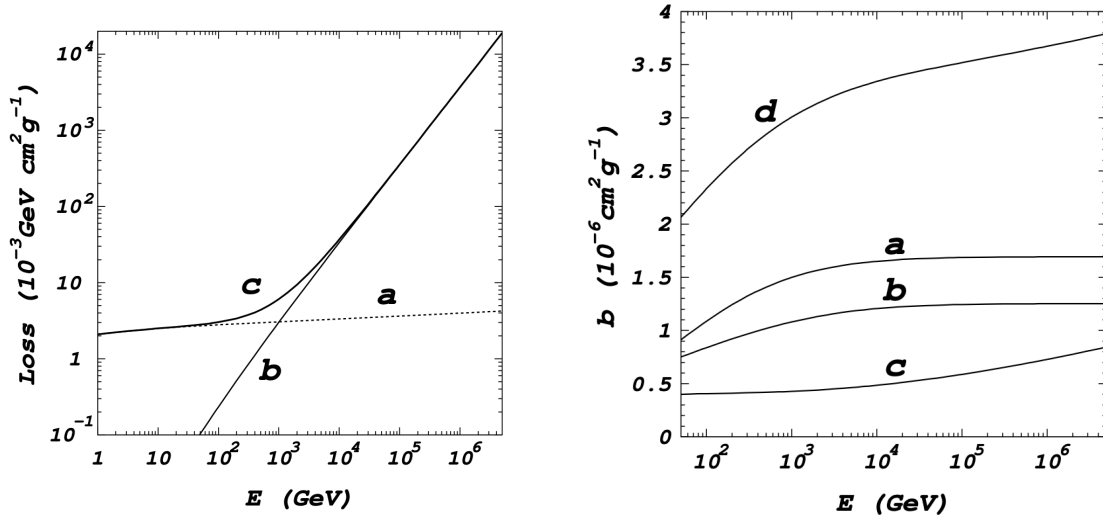 Loss (10⁻³GeV cm²g⁻¹)
10⁴
10³
10²
10
1
10⁻¹
c
a
b
1 10 10² 10³ 10⁴ 10⁵ 10⁶
E (GeV)
b (10⁻⁶cm²g⁻¹)
4
3.5
3
2.5
2
1.5
1
0.5
0
d
a
b
c
10² 10³ 10⁴ 10⁵ 10⁶
E (GeV)